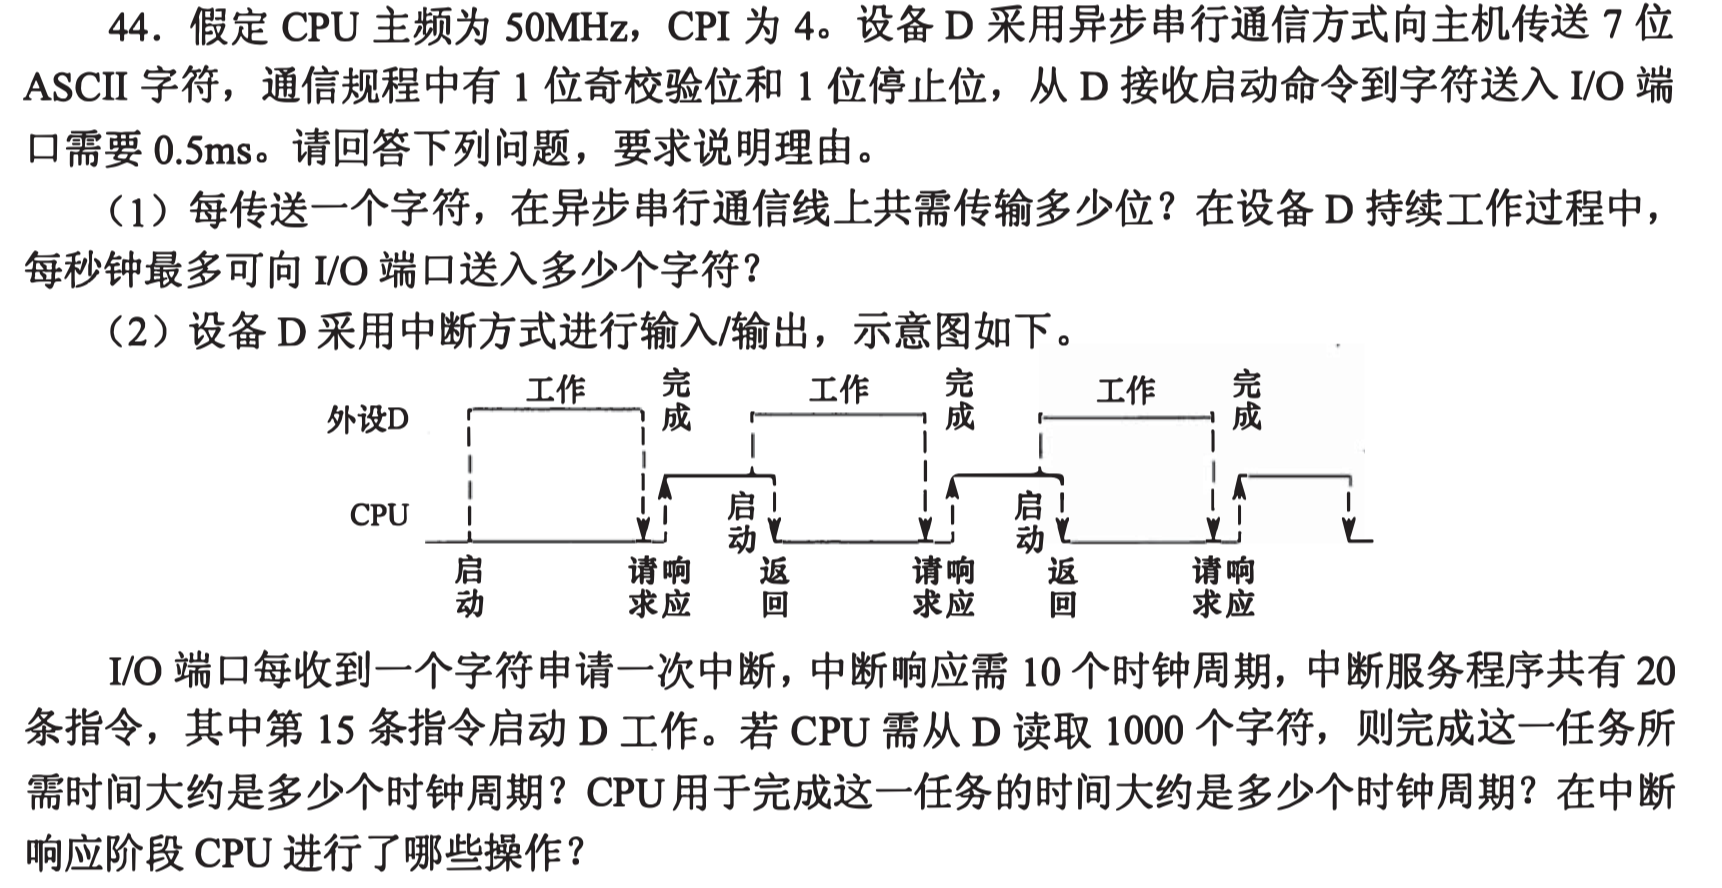 44．假定 CPU 主频为 50MHz，CPI 为 4。设备 D 采用异步串行通信方式向主机传送 7 位
ASCII 字符，通信规程中有 1 位奇校验位和 1 位停止位，从 D 接收启动命令到字符送入 I/O 端
口需要 0.5ms。请回答下列问题，要求说明理由。
（1）每传送一个字符，在异步串行通信线上共需传输多少位？在设备 D 持续工作过程中，
每秒钟最多可向 I/O 端口送入多少个字符？
（2）设备 D 采用中断方式进行输入/输出，示意图如下。
工作 完成 工作 完成 工作 完成
外设D
CPU
启动 启动
启动 请求 响应 返回 请求 响应 返回 请求 响应
I/O 端口每收到一个字符申请一次中断，中断响应需 10 个时钟周期，中断服务程序共有 20
条指令，其中第 15 条指令启动 D 工作。若 CPU 需从 D 读取 1000 个字符，则完成这一任务所
需时间大约是多少个时钟周期？CPU 用于完成这一任务的时间大约是多少个时钟周期？在中断
响应阶段 CPU 进行了哪些操作？